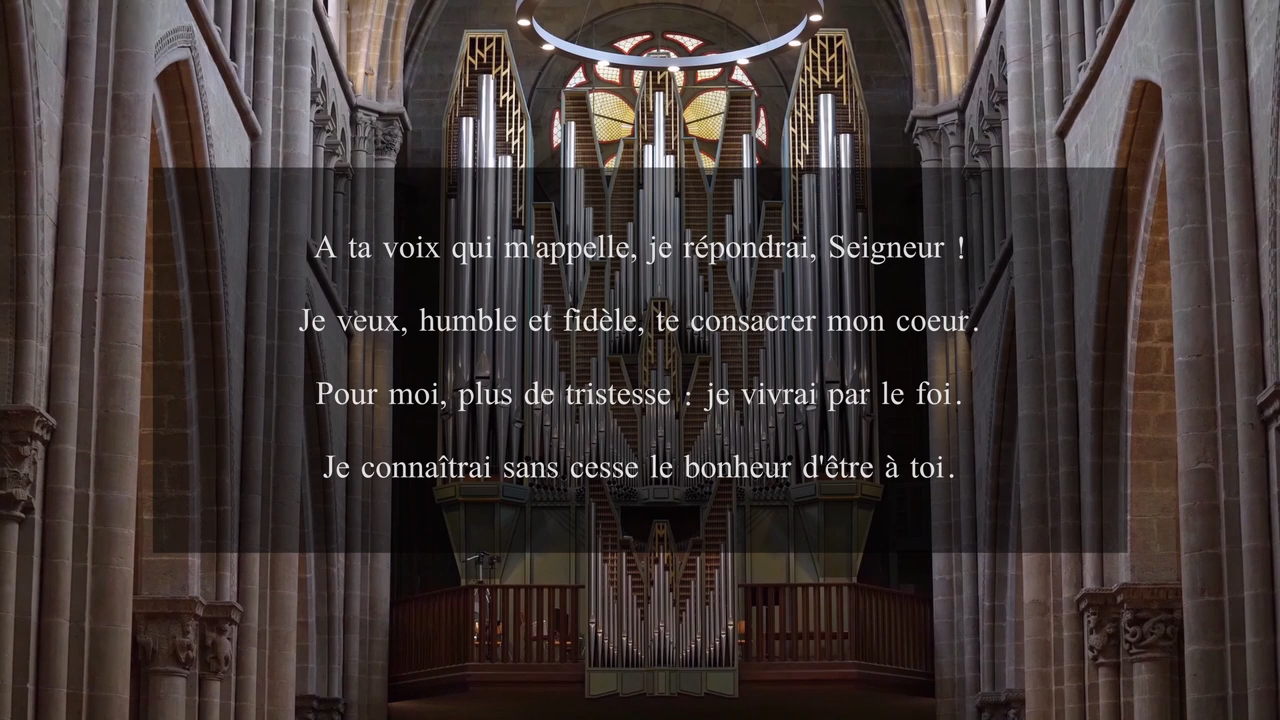 A ta voix qui m'appelle, je répondrai, Seigneur !
Je veux, humble et fidèle, te consacrer mon coeur.
Pour moi, plus de tristesse : je vivrai par le foi.
Je connaîtrai sans cesse le bonheur d'être à toi.